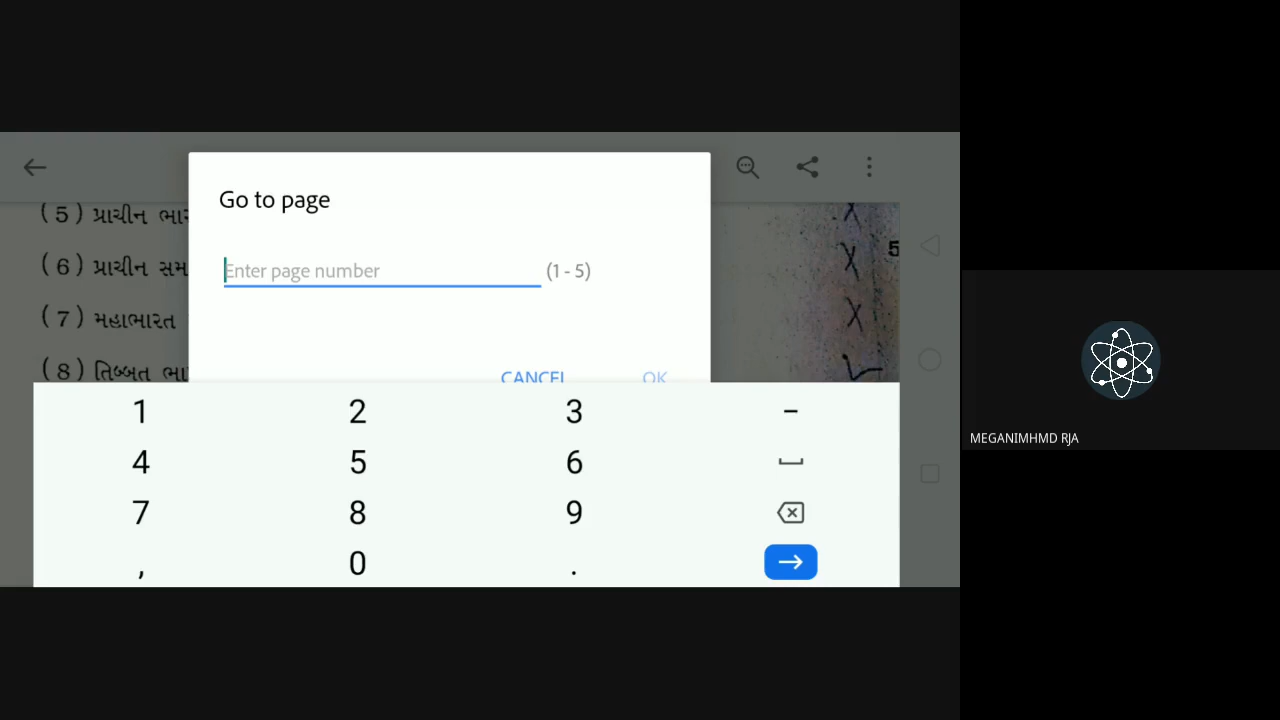 Go to page
Enter page number (1 - 5)
(5) પ્રાચીન
(6) પ્રાચીન
(7) મહાભારત
(8) તિબ્બત
5
CANCEL OK
1 2 3 -
4 5 6
7 8 9
, 0 .
MEGANIMHMD RJA